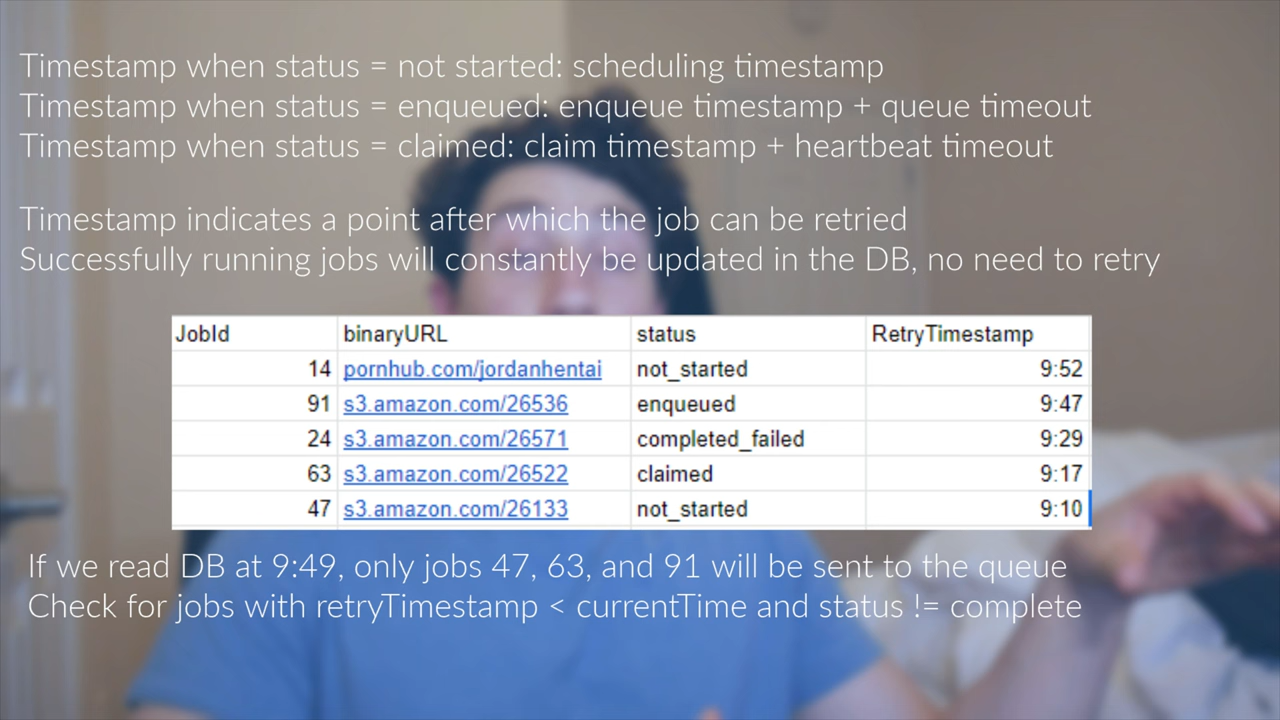 Timestamp when status = not started: scheduling timestamp
Timestamp when status = enqueued: enqueue timestamp + queue timeout
Timestamp when status = claimed: claim timestamp + heartbeat timeout
Timestamp indicates a point after which the job can be retried
Successfully running jobs will constantly be updated in the DB, no need to retry
JobId binaryURL status RetryTimestamp
14 pornhub.com/jordanhentai not_started 9:52
91 s3.amazon.com/26536 enqueued 9:47
24 s3.amazon.com/26571 completed_failed 9:29
63 s3.amazon.com/26522 claimed 9:17
47 s3.amazon.com/26133 not_started 9:10
If we read DB at 9:49, only jobs 47, 63, and 91 will be sent to the queue
Check for jobs with retryTimestamp < currentTime and status != complete